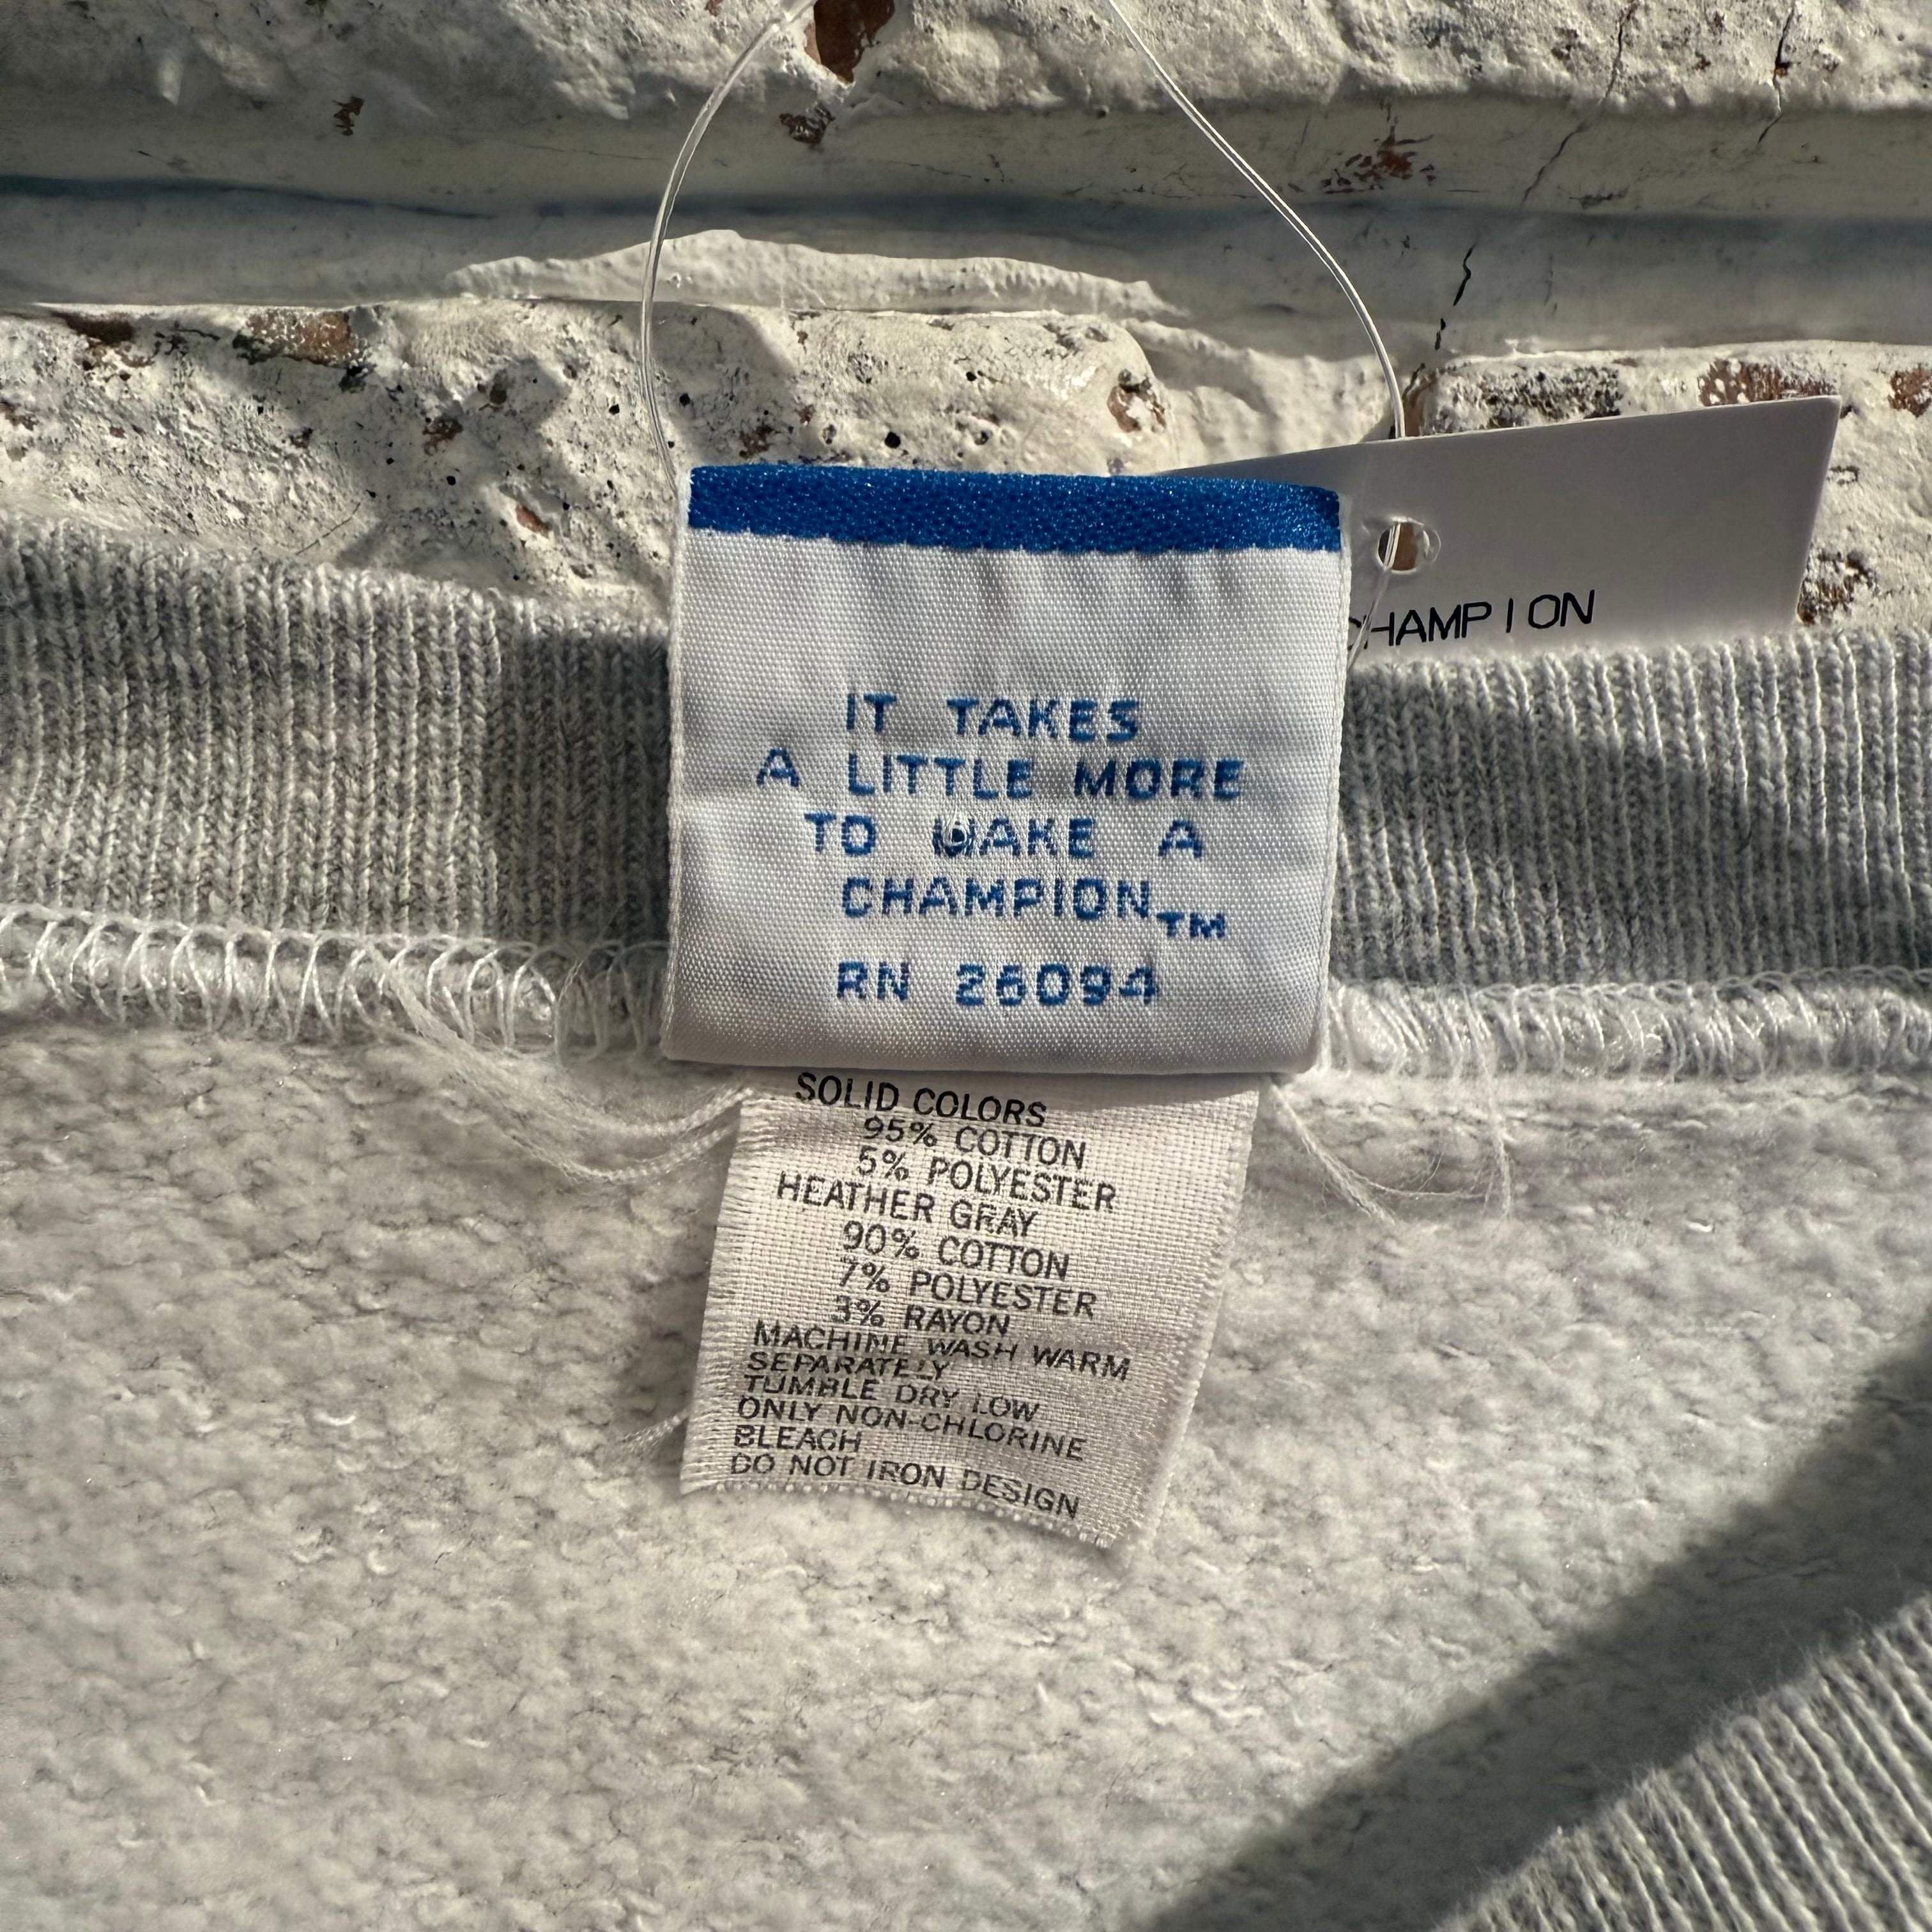 CHAMPION
IT TAKES
A LITTLE MORE
TO MAKE A
CHAMPION™
RN 26094
SOLID COLORS
95% COTTON
5% POLYESTER
HEATHER GRAY
90% COTTON
7% POLYESTER
3% RAYON
MACHINE WASH WARM
SEPARATELY
TUMBLE DRY LOW
ONLY NON-CHLORINE
BLEACH
DO NOT IRON DESIGN